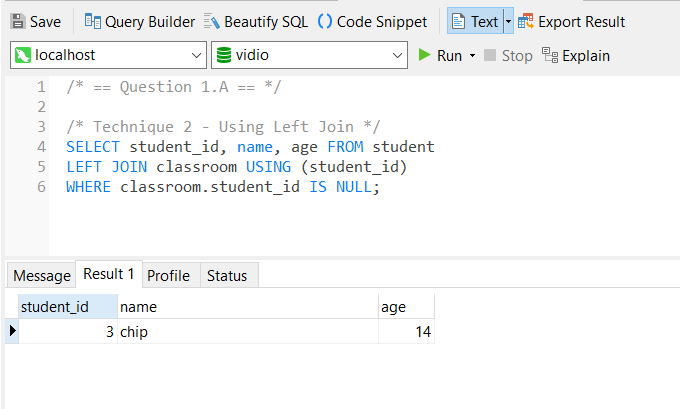 Save Query Builder Beautify SQL Code Snippet Text Export Result
localhost vidio Run Stop Explain
1 /* == Question 1.A == */
2
3 /* Technique 2 - Using Left Join */
4 SELECT student_id, name, age FROM student
5 LEFT JOIN classroom USING (student_id)
6 WHERE classroom.student_id IS NULL;
Message Result 1 Profile Status
student_id name age
3 chip 14